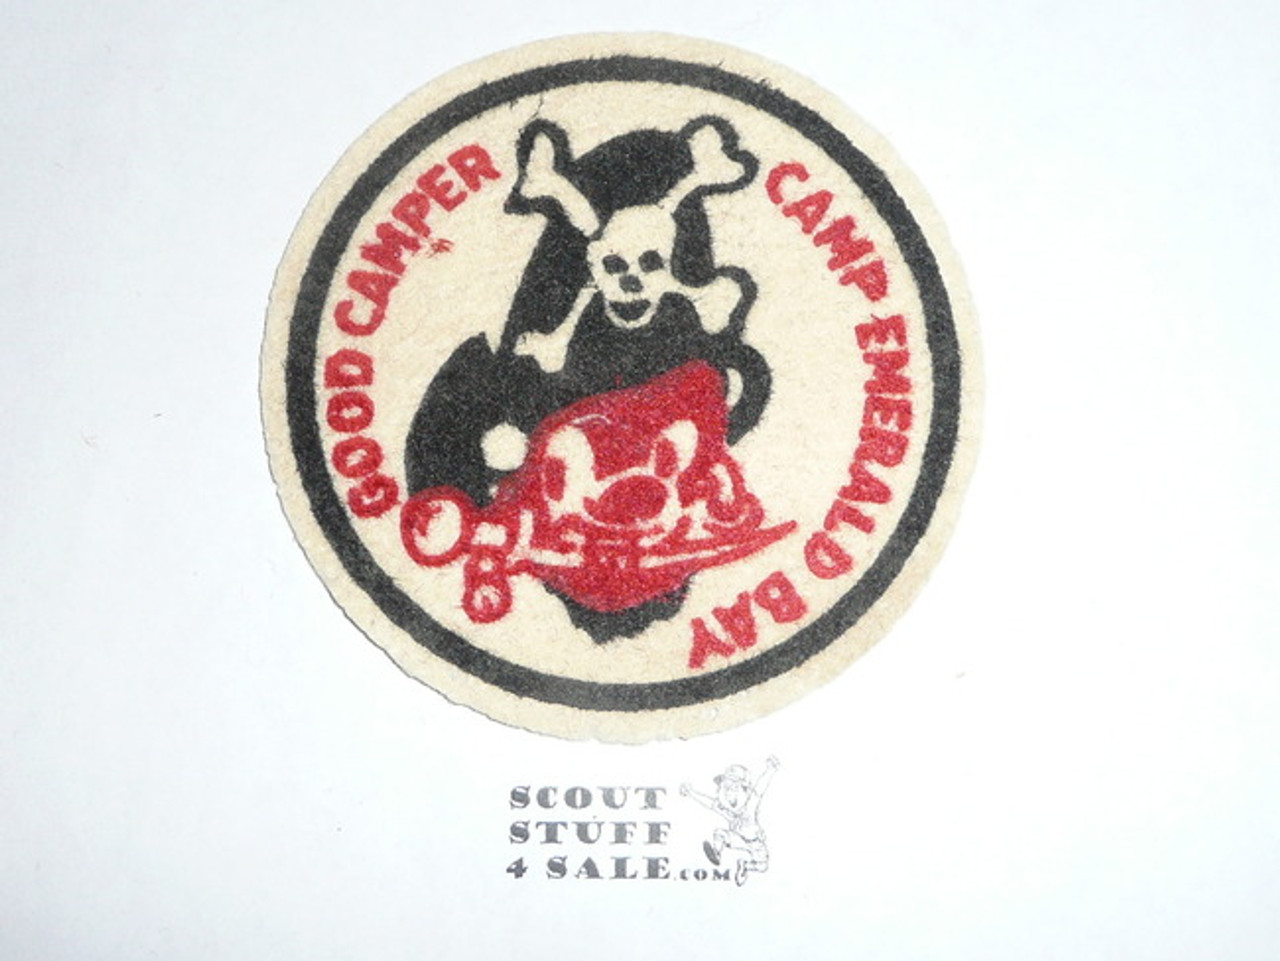 GOOD CAMPER
CAMP EMERALD BAY
SCOUT
STUFF
4 SALE.COM